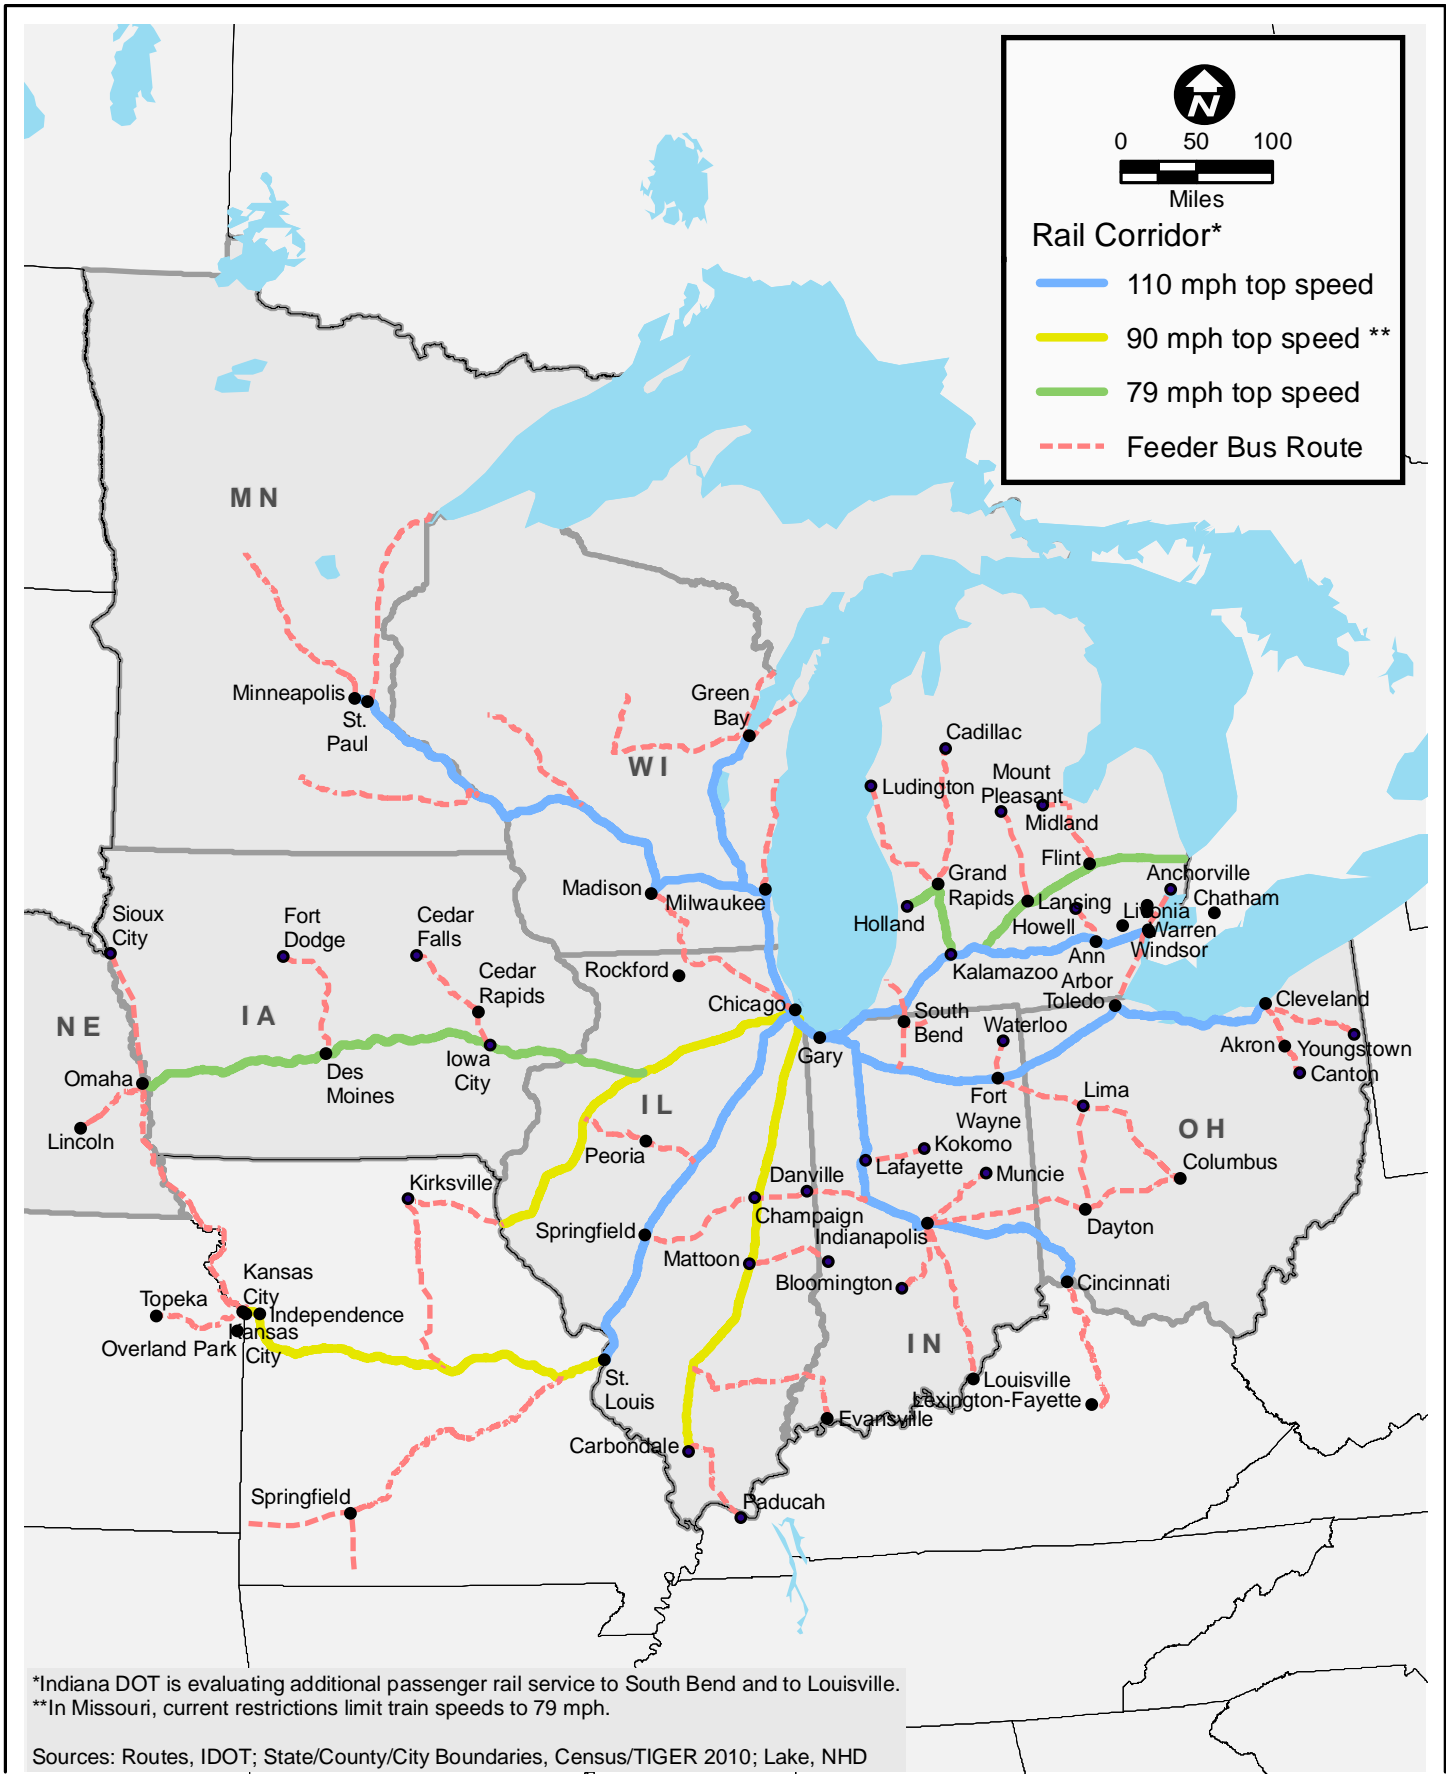 N
0 50 100
Miles
Rail Corridor*
110 mph top speed
90 mph top speed **
79 mph top speed
Feeder Bus Route
MN
Minneapolis
St.
Paul
Green
Bay
WI
Cadillac
Ludington
Mount
Pleasant
Midland
Flint
Grand
Rapids
Anchorville
Chatham
Madison
Milwaukee
Holland
Lansing
Howell
Livonia
Warren
Windsor
Ann
Arbor
Kalamazoo
Sioux
City
Fort
Dodge
Cedar
Falls
Cedar
Rapids
Rockford
Chicago
Toledo
Cleveland
NE
IA
South
Bend
Waterloo
Gary
Akron
Youngstown
Canton
Omaha
Des
Moines
Iowa
City
Fort
Wayne
Lima
IL
OH
Lincoln
Peoria
Kokomo
Lafayette
Columbus
Kirksville
Danville
Muncie
Champaign
Springfield
Indianapolis
Dayton
Mattoon
Bloomington
Cincinnati
Kansas
City
Topeka
Independence
Kansas
City
Overland Park
IN
St.
Louis
Louisville
Lexington-Fayette
Evansville
Carbondale
Springfield
Paducah
*Indiana DOT is evaluating additional passenger rail service to South Bend and to Louisville.
**In Missouri, current restrictions limit train speeds to 79 mph.
Sources: Routes, IDOT; State/County/City Boundaries, Census/TIGER 2010; Lake, NHD